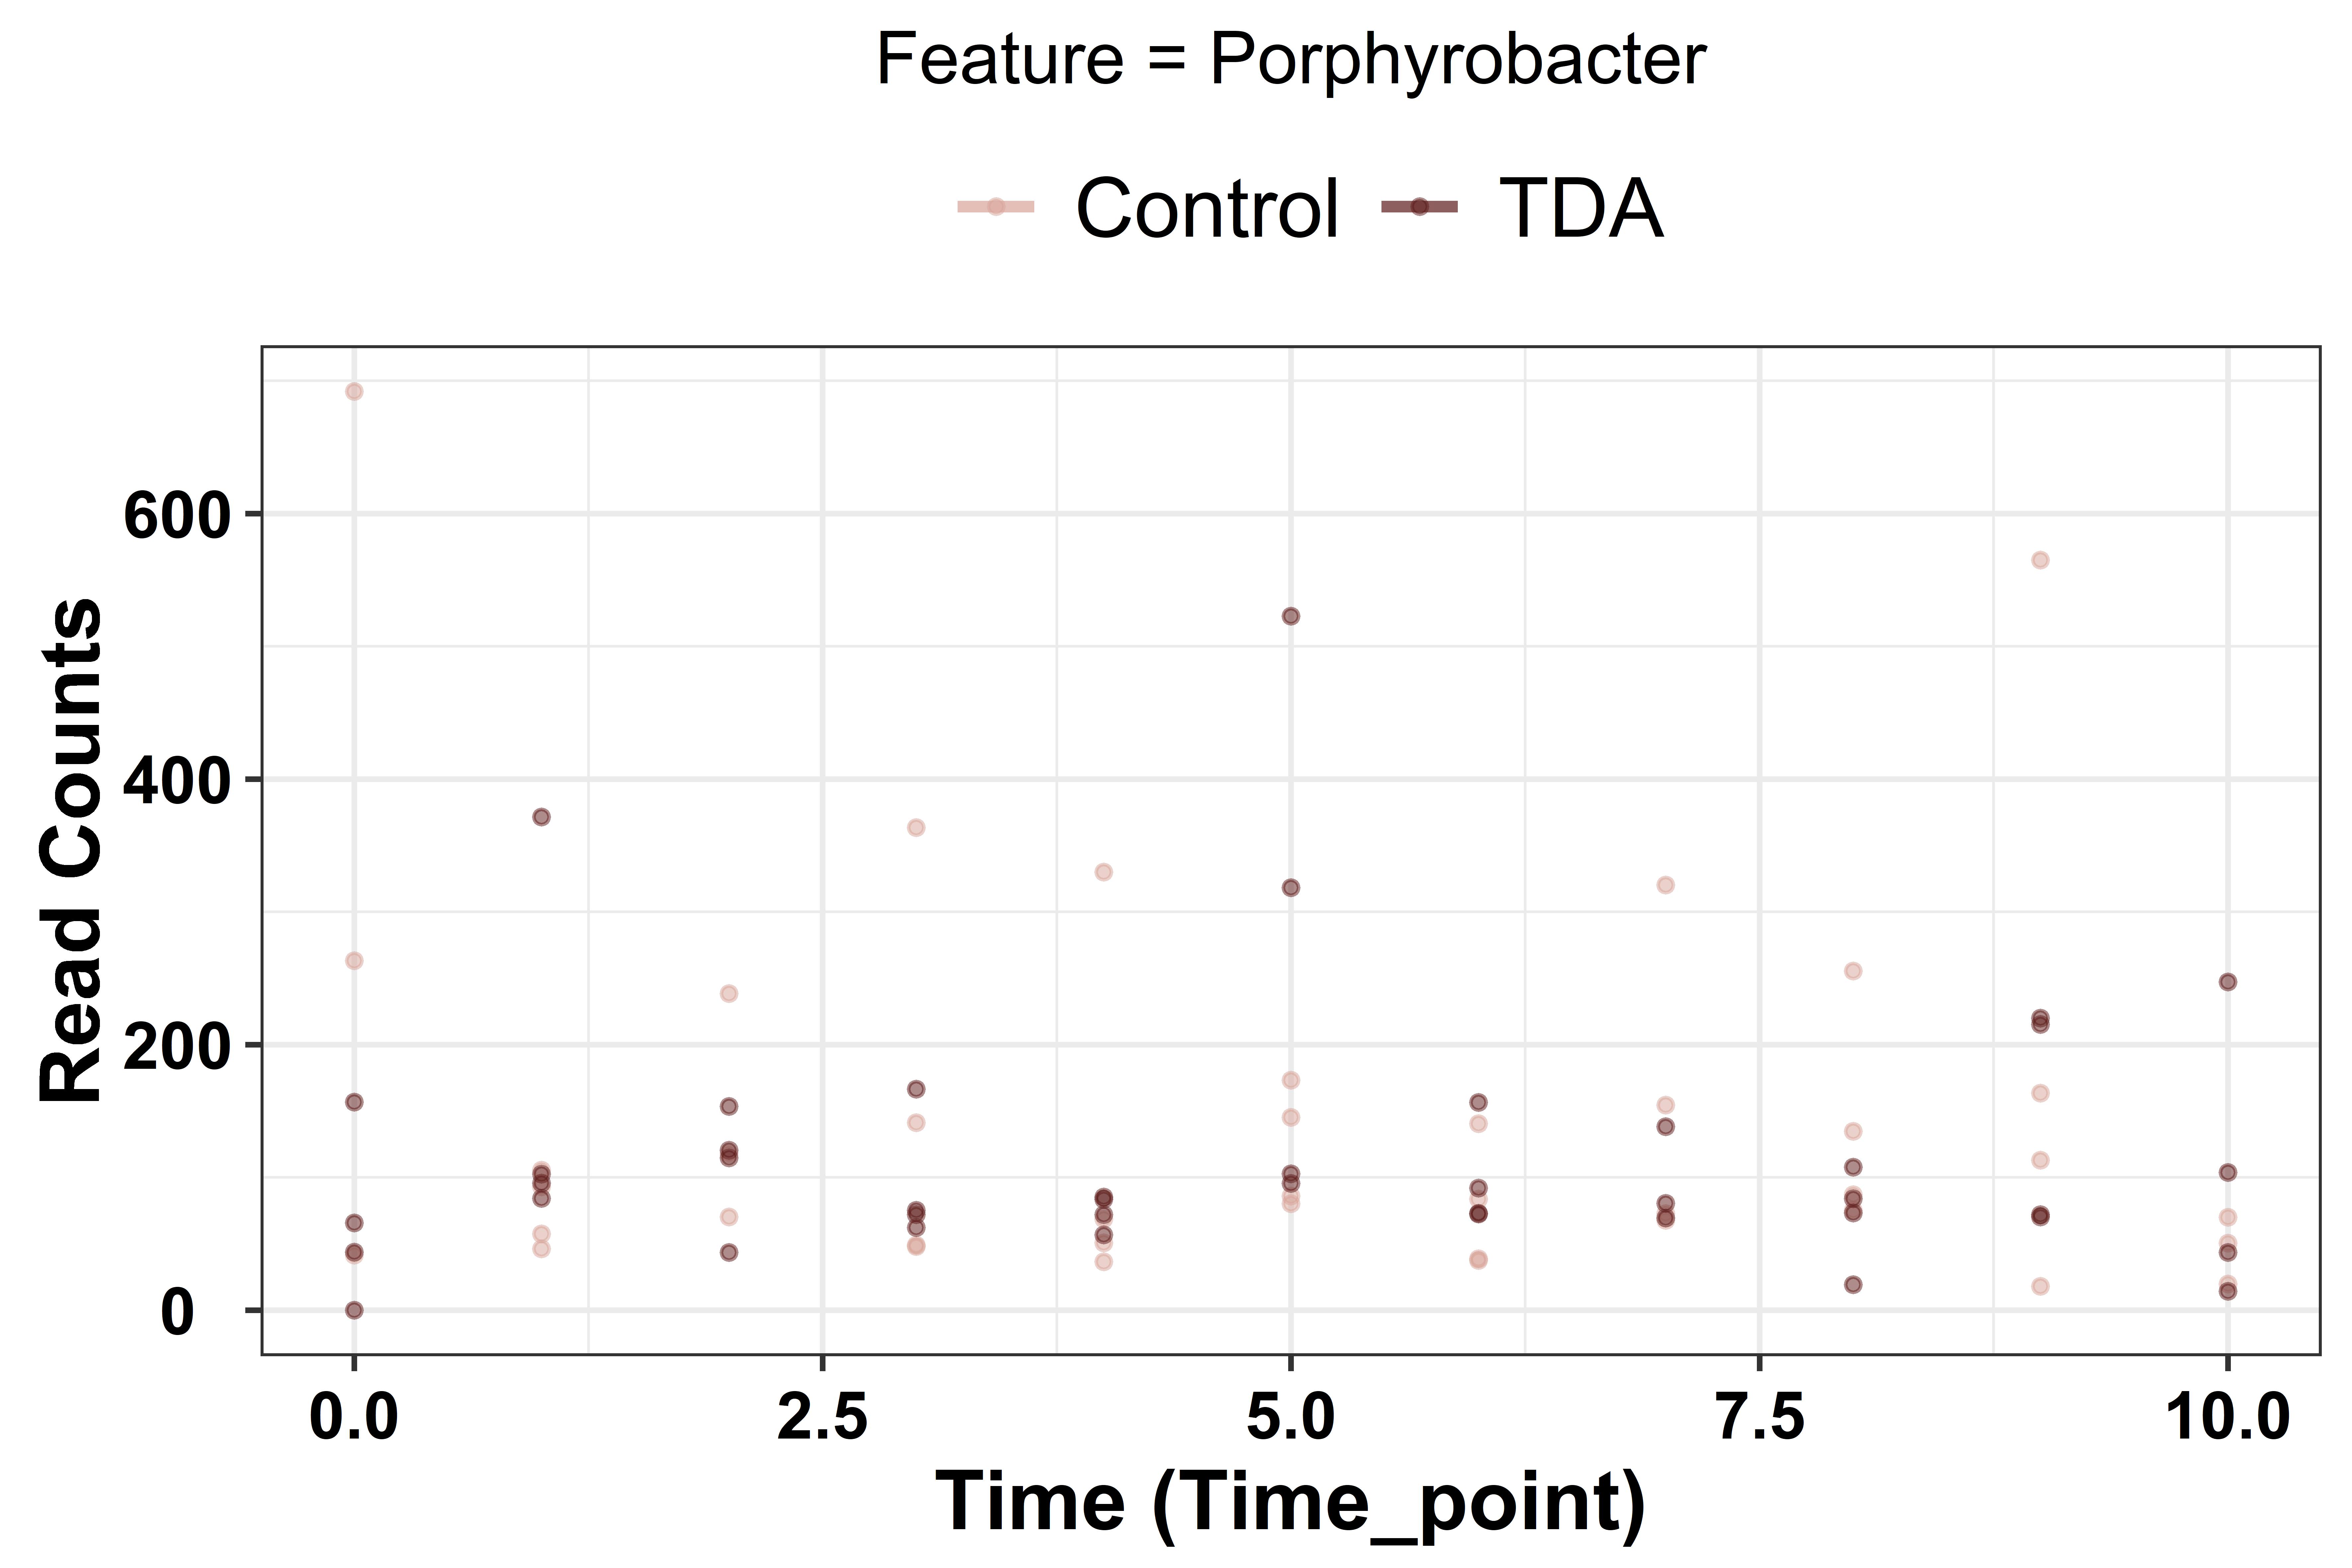 Feature = Porphyrobacter
Control TDA
Read Counts
600
400
200
0
0.0 2.5 5.0 7.5 10.0
Time (Time_point)